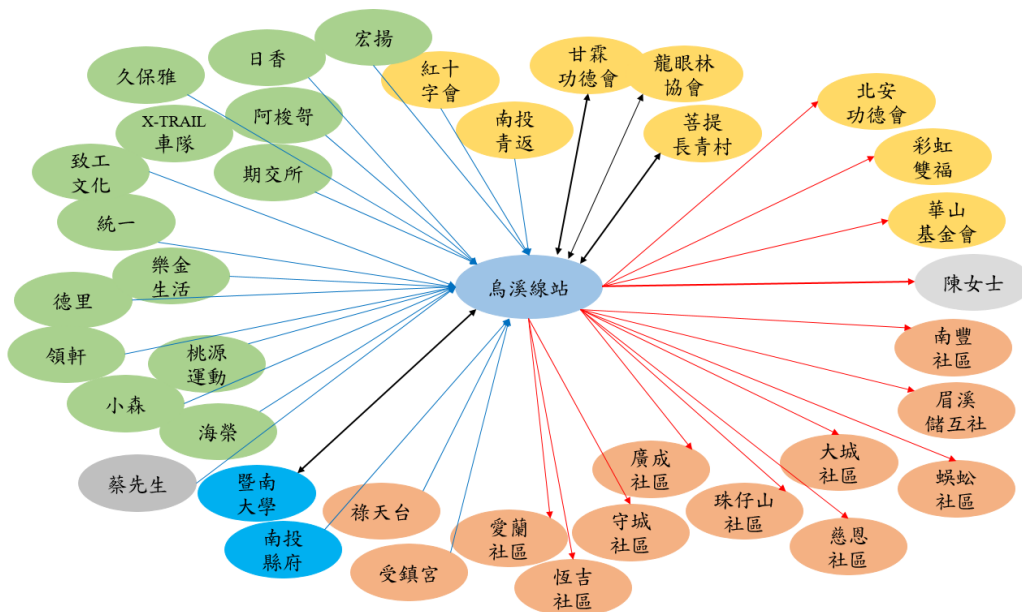 宏揚
日香
久保雅
紅十
字會
甘霖
功德會
龍眼林
協會
北安
功德會
X-TRAIL
車隊
阿梭哿
南投
青返
菩提
長青村
彩虹
雙福
致工
文化
期交所
統一
華山
基金會
樂金
生活
烏溪線站
陳女士
德里
領軒
桃源
運動
南豐
社區
小森
海榮
眉溪
儲互社
蔡先生
暨南
大學
廣成
社區
大城
社區
蜈蚣
社區
祿天台
愛蘭
社區
守城
社區
珠仔山
社區
慈恩
社區
南投
縣府
受鎮宮
恆吉
社區